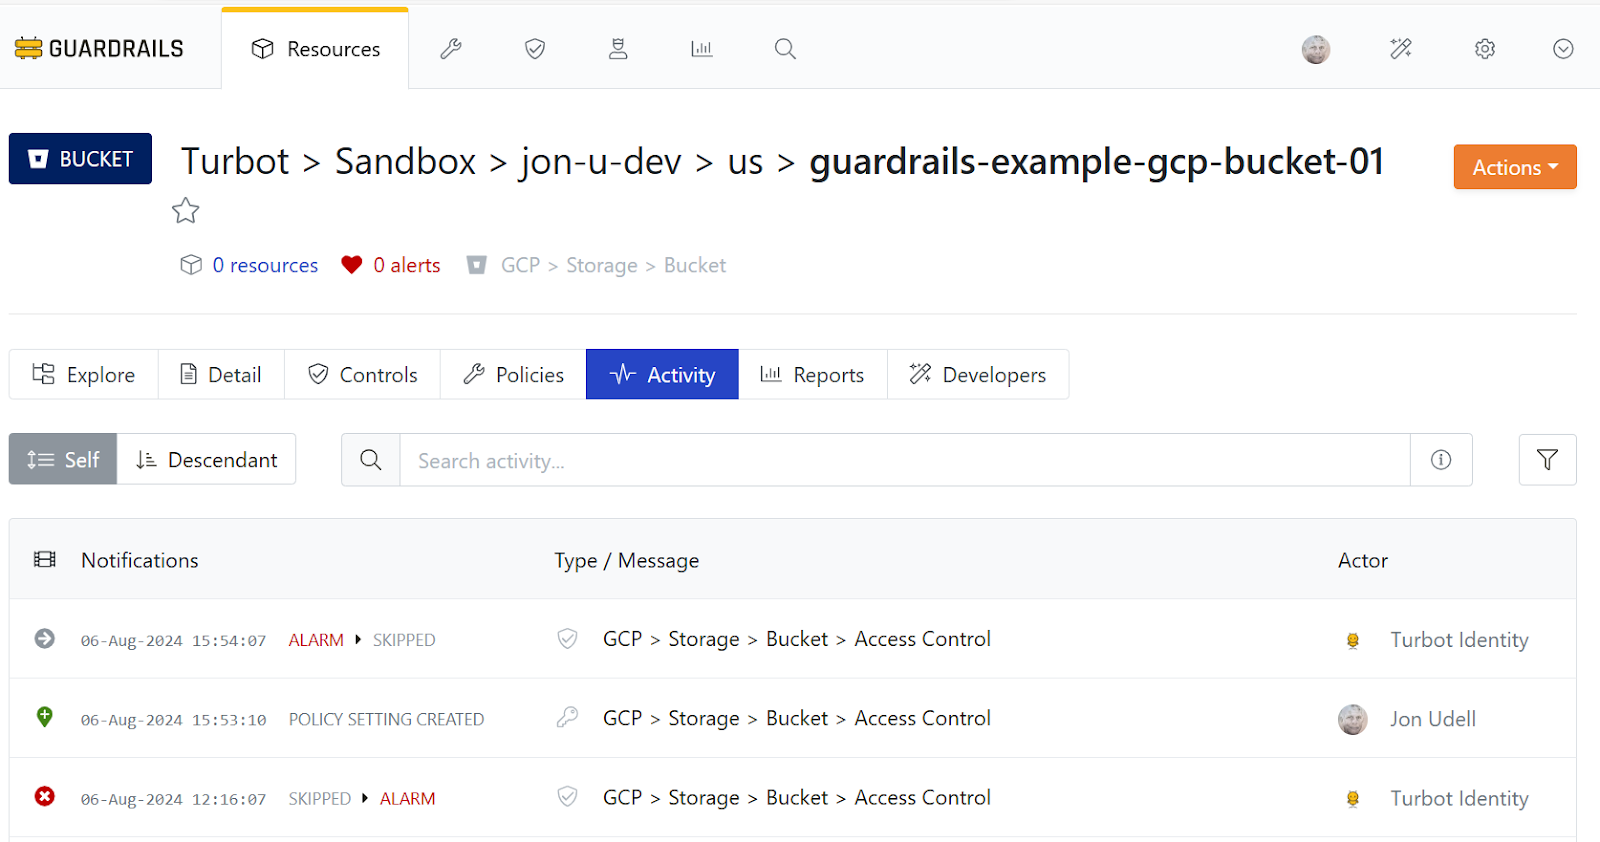 GUARDRAILS Resources
BUCKET Turbot > Sandbox > jon-u-dev > us > guardrails-example-gcp-bucket-01 Actions
0 resources 0 alerts GCP > Storage > Bucket
Explore Detail Controls Policies Activity Reports Developers
Self Descendant Search activity...
Notifications Type / Message Actor
06-Aug-2024 15:54:07 ALARM SKIPPED GCP > Storage > Bucket > Access Control Turbot Identity
06-Aug-2024 15:53:10 POLICY SETTING CREATED GCP > Storage > Bucket > Access Control Jon Udell
06-Aug-2024 12:16:07 SKIPPED ALARM GCP > Storage > Bucket > Access Control Turbot Identity